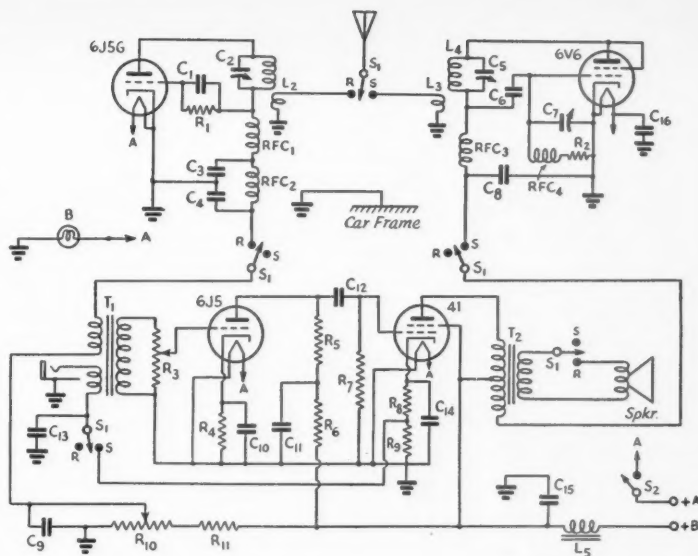 6J5G
C2
C1
R1
L2
RFC1
C3
RFC2
C4
A
S1
R
S
L3
L4
C5
6V6
C6
C7
R2
C16
RFC3
RFC4
C8
B
A
Car Frame
R
S
S1
R
S
S1
T1
6J5
C12
41
T2
S
S1
R
Spkr.
R3
A
R5
R7
A
R8
C14
R9
C13
S1
R
S
R4
C10
C11
R6
A
S2
+A
C15
+B
C9
R10
R11
L5